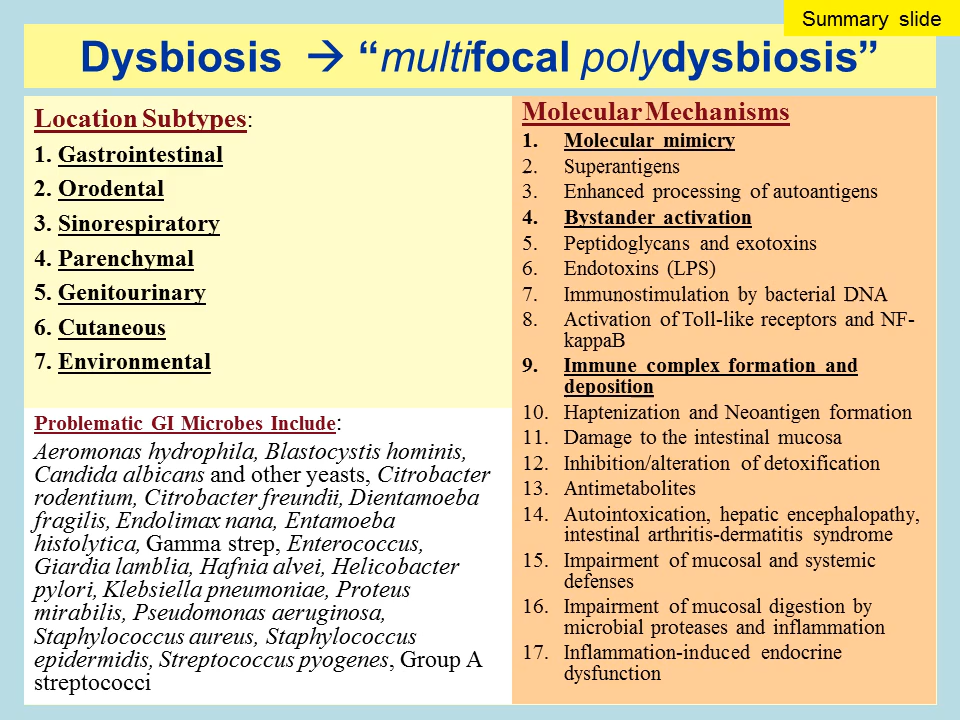 Summary slide
Dysbiosis → “multifocal polydysbiosis”
Location Subtypes:
1. Gastrointestinal
2. Orodental
3. Sinorespiratory
4. Parenchymal
5. Genitourinary
6. Cutaneous
7. Environmental
Problematic GI Microbes Include:
Aeromonas hydrophila, Blastocystis hominis,
Candida albicans and other yeasts, Citrobacter
rodentium, Citrobacter freundii, Dientamoeba
fragilis, Endolimax nana, Entamoeba
histolytica, Gamma strep, Enterococcus,
Giardia lamblia, Hafnia alvei, Helicobacter
pylori, Klebsiella pneumoniae, Proteus
mirabilis, Pseudomonas aeruginosa,
Staphylococcus aureus, Staphylococcus
epidermidis, Streptococcus pyogenes, Group A
streptococci
Molecular Mechanisms
1. Molecular mimicry
2. Superantigens
3. Enhanced processing of autoantigens
4. Bystander activation
5. Peptidoglycans and exotoxins
6. Endotoxins (LPS)
7. Immunostimulation by bacterial DNA
8. Activation of Toll-like receptors and NF-
kappaB
9. Immune complex formation and
deposition
10. Haptenization and Neoantigen formation
11. Damage to the intestinal mucosa
12. Inhibition/alteration of detoxification
13. Antimetabolites
14. Autointoxication, hepatic encephalopathy,
intestinal arthritis-dermatitis syndrome
15. Impairment of mucosal and systemic
defenses
16. Impairment of mucosal digestion by
microbial proteases and inflammation
17. Inflammation-induced endocrine
dysfunction